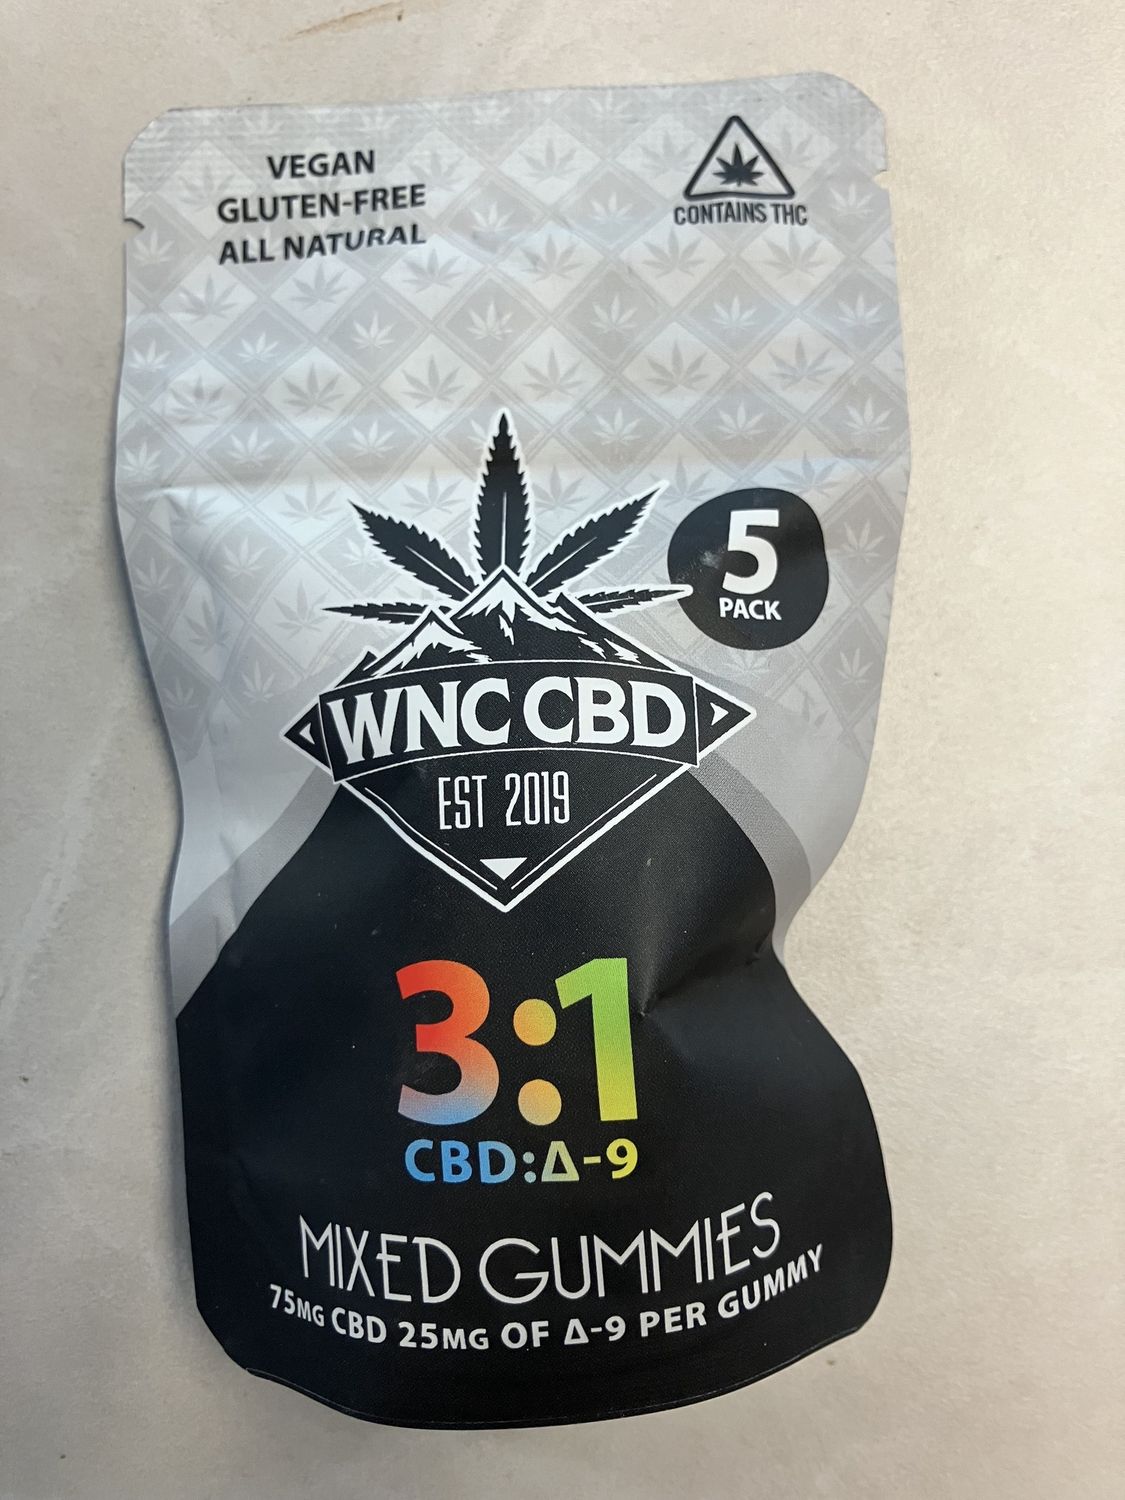 VEGAN
GLUTEN-FREE
ALL NATURAL
CONTAINS THC
5
PACK
WNC CBD
EST 2019
3:1
CBD:Δ-9
MIXED GUMMIES
75MG CBD 25MG OF Δ-9 PER GUMMY